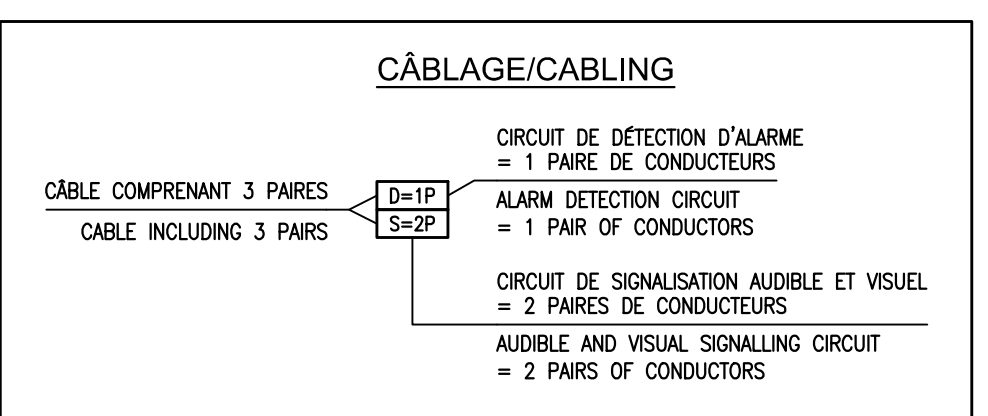 CÂBLAGE/CABLING
CÂBLE COMPRENANT 3 PAIRES
CABLE INCLUDING 3 PAIRS
D=1P
S=2P
CIRCUIT DE DÉTECTION D'ALARME
= 1 PAIRE DE CONDUCTEURS
ALARM DETECTION CIRCUIT
= 1 PAIR OF CONDUCTORS
CIRCUIT DE SIGNALISATION AUDIBLE ET VISUEL
= 2 PAIRES DE CONDUCTEURS
AUDIBLE AND VISUAL SIGNALLING CIRCUIT
= 2 PAIRS OF CONDUCTORS